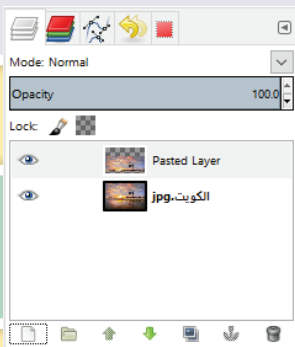 Mode: Normal
Opacity 100.0
Lock:
Pasted Layer
الكويت.jpg